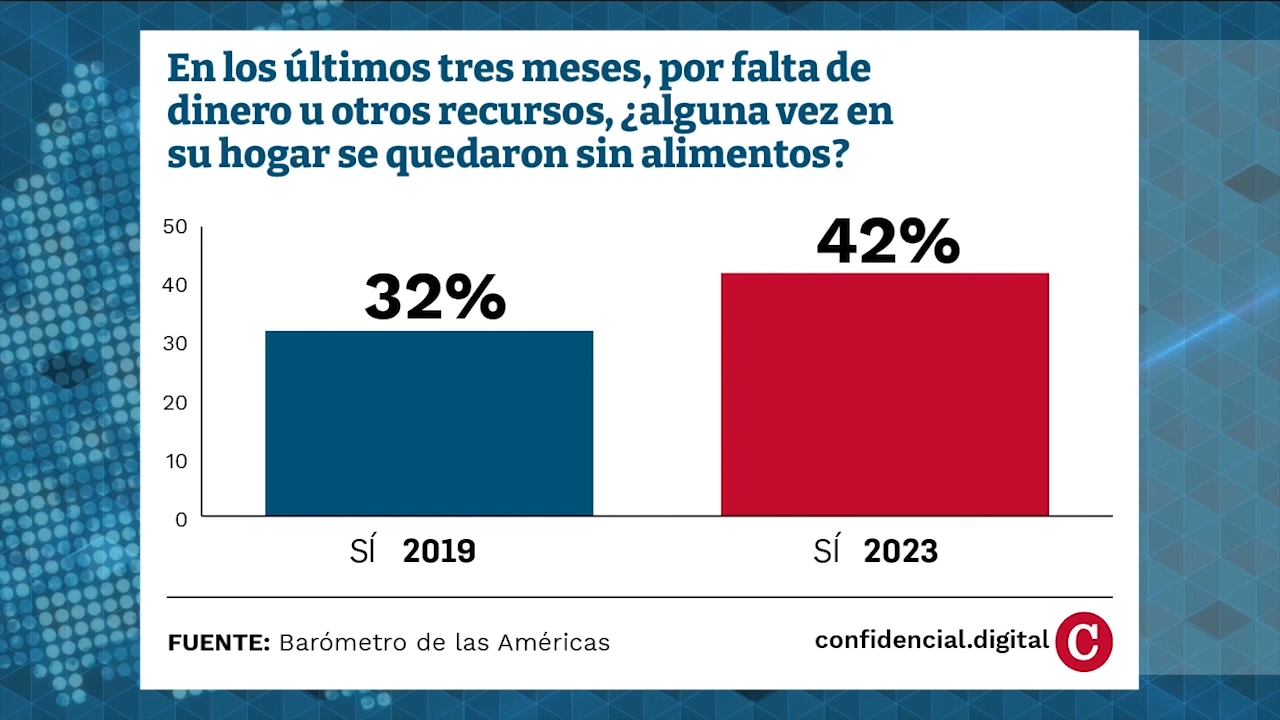 En los últimos tres meses, por falta de
dinero u otros recursos, ¿alguna vez en
su hogar se quedaron sin alimentos?
50
40
30
20
10
0
32%
42%
SÍ 2019
SÍ 2023
FUENTE: Barómetro de las Américas
confidencial.digital C